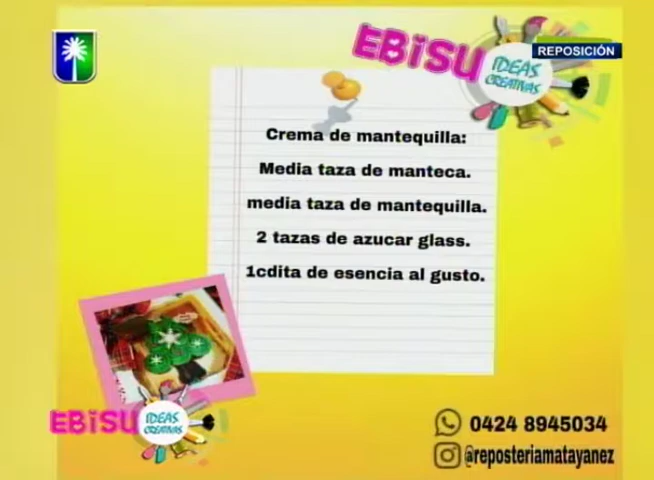 EBiSU
IDEAS
CREATIVAS
REPOSICIÓN
Crema de mantequilla:
Media taza de manteca.
media taza de mantequilla.
2 tazas de azucar glass.
1cdita de esencia al gusto.
EBiSU
IDEAS
CREATIVAS
0424 8945034
@reposteriamatayanez